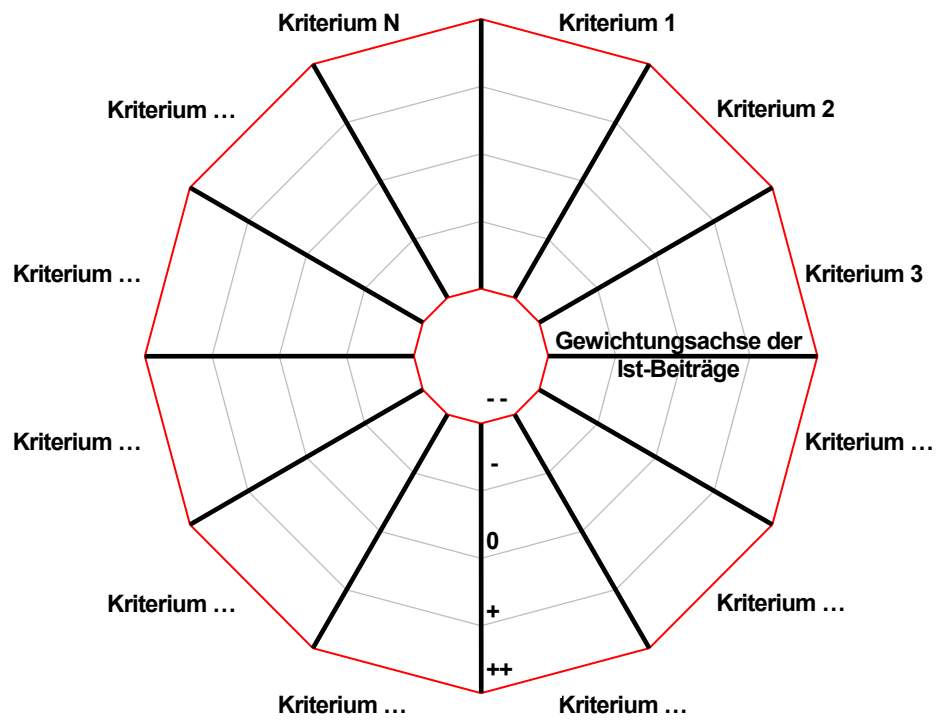 Kriterium N
Kriterium 1
Kriterium …
Kriterium 2
Kriterium …
Kriterium 3
Gewichtungsachse der
Ist-Beiträge
- -
Kriterium …
Kriterium …
-
0
Kriterium …
Kriterium …
+
++
Kriterium …
Kriterium …